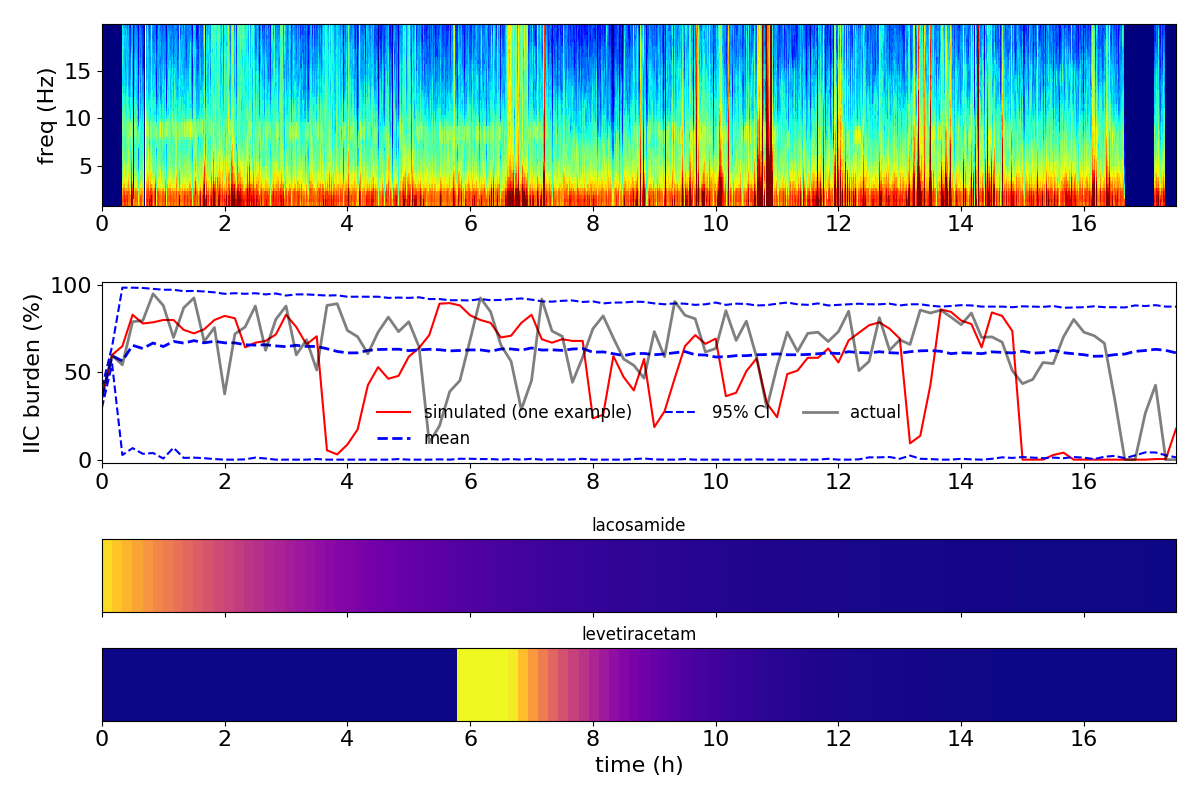 freq (Hz)
15
10
5
0 2 4 6 8 10 12 14 16
IIC burden (%)
100
50
0
simulated (one example) 95% CI actual
mean
0 2 4 6 8 10 12 14 16
lacosamide
levetiracetam
0 2 4 6 8 10 12 14 16
time (h)